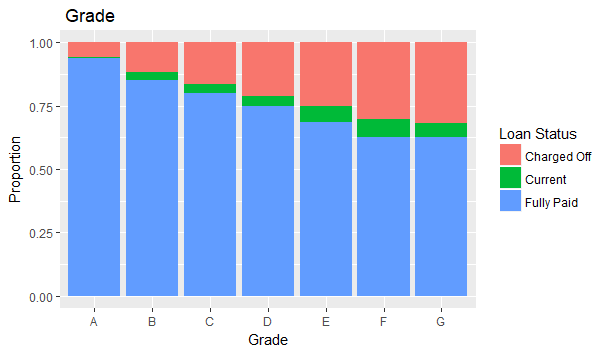 Grade
1.00
0.75
0.50
0.25
0.00
Proportion
A B C D E F G
Grade
Loan Status
Charged Off
Current
Fully Paid